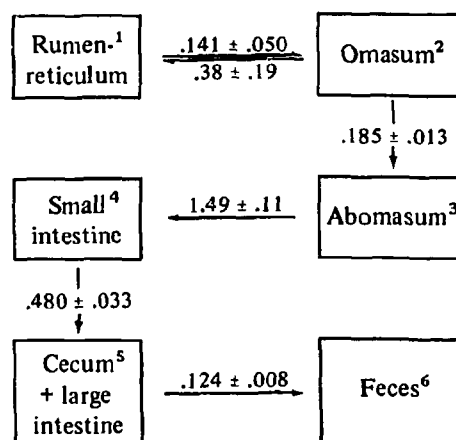 Rumen-¹
reticulum
.141 ± .050
.38 ± .19
Omasum²
.185 ± .013
Small⁴
intestine
1.49 ± .11
Abomasum³
.480 ± .033
Cecum⁵
+ large
intestine
.124 ± .008
Feces⁶